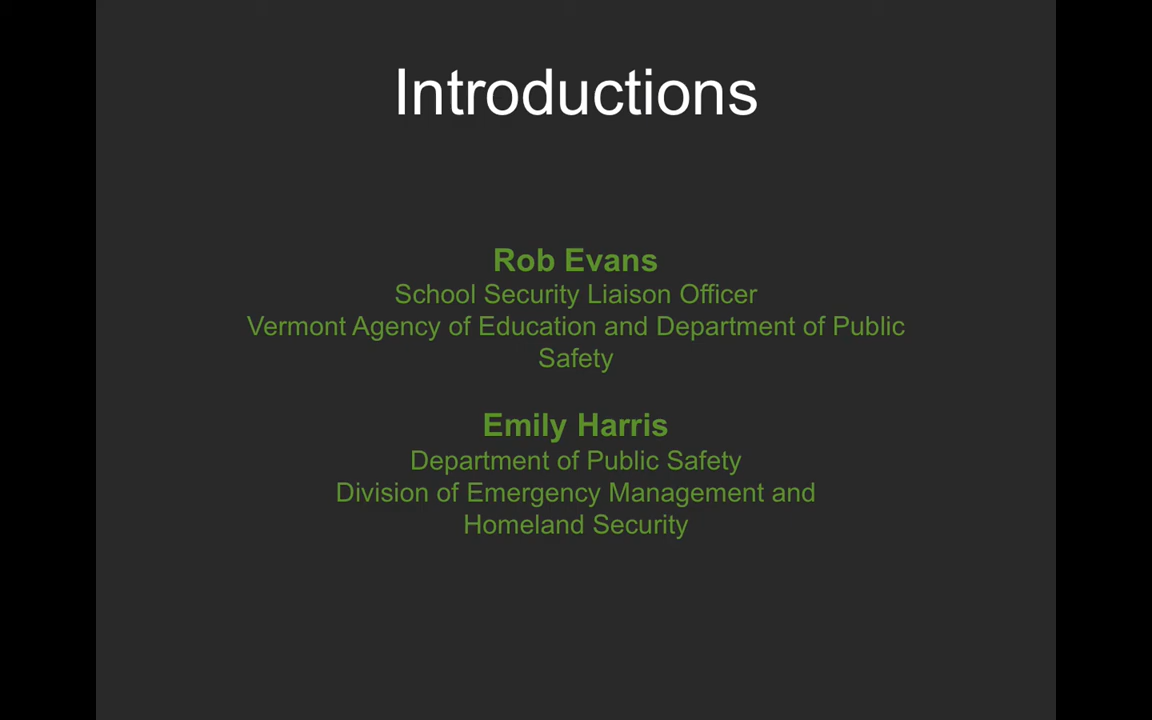 Introductions
Rob Evans
School Security Liaison Officer
Vermont Agency of Education and Department of Public
Safety
Emily Harris
Department of Public Safety
Division of Emergency Management and
Homeland Security